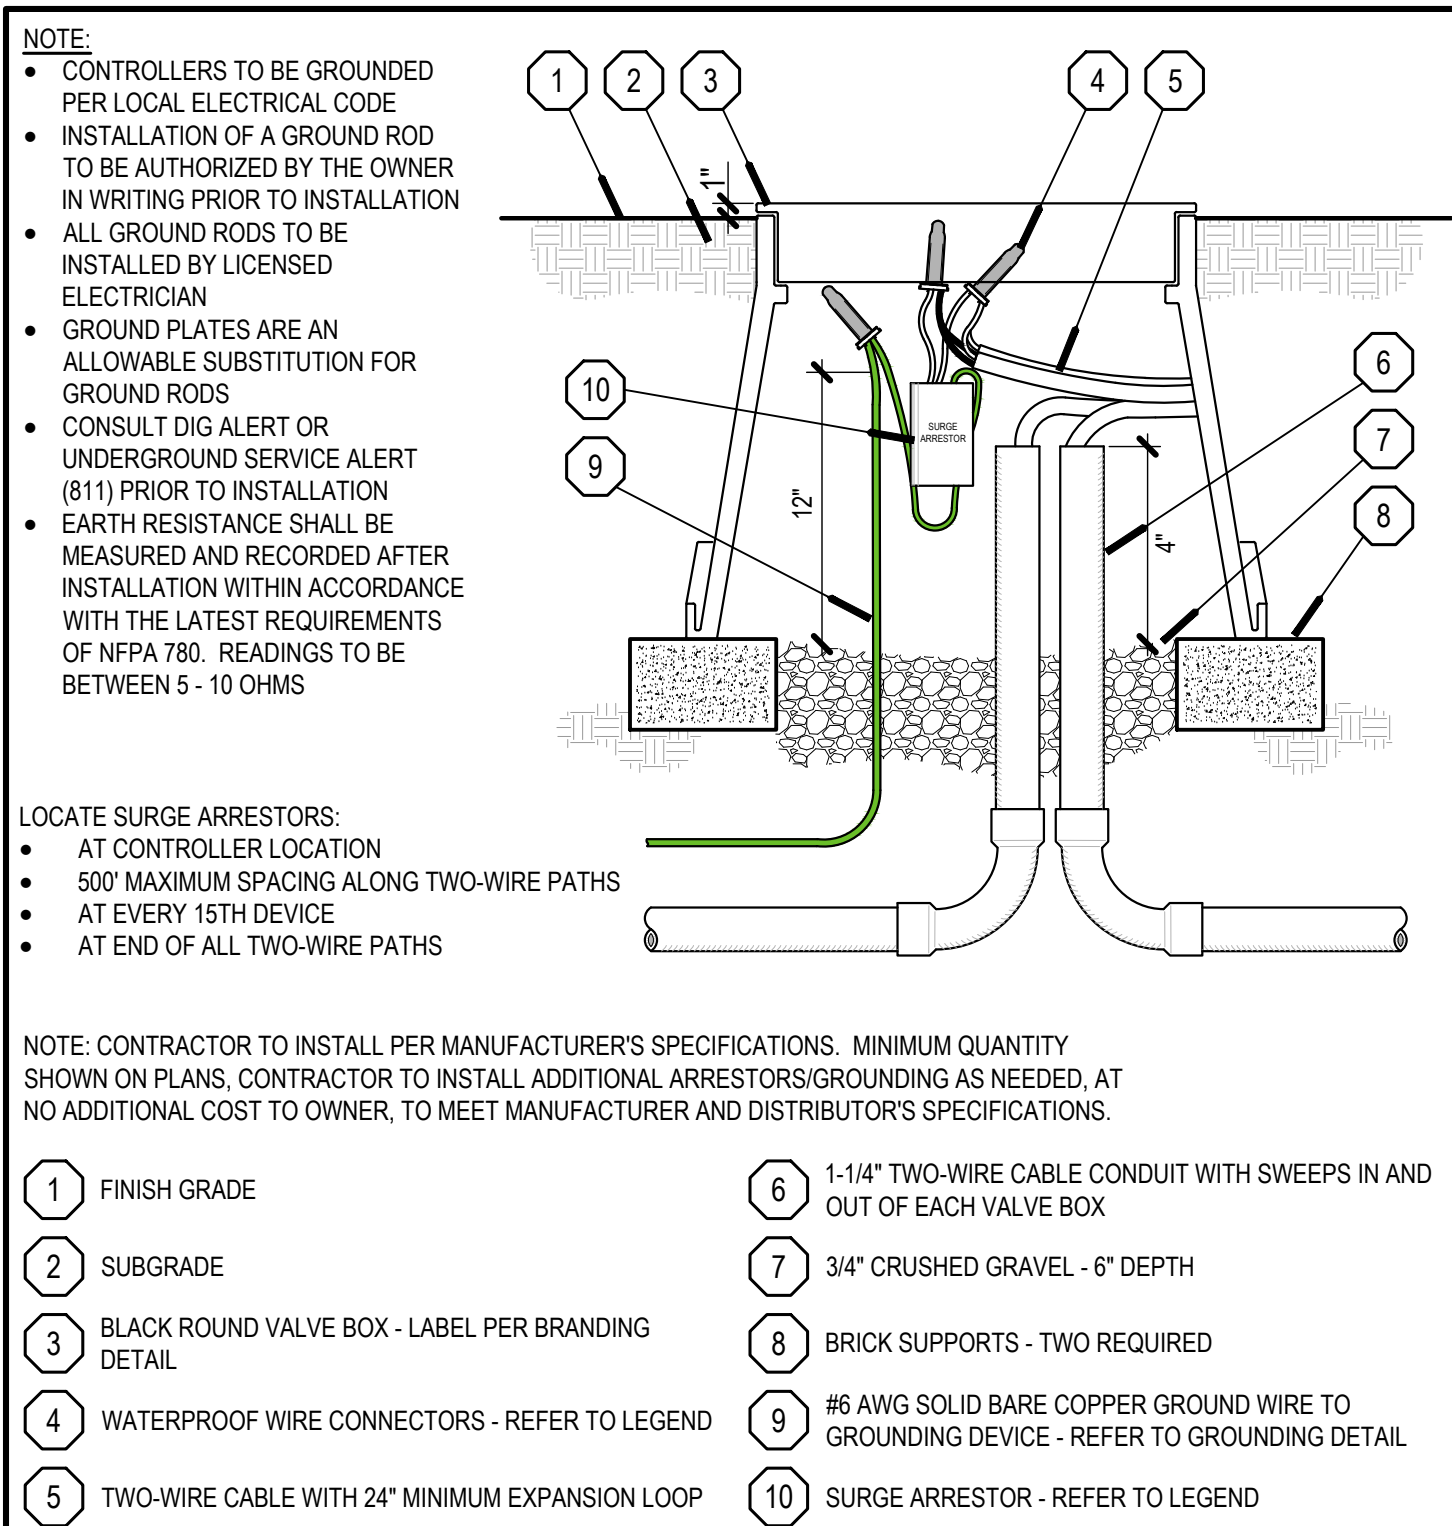 NOTE:
• CONTROLLERS TO BE GROUNDED
PER LOCAL ELECTRICAL CODE
• INSTALLATION OF A GROUND ROD
TO BE AUTHORIZED BY THE OWNER
IN WRITING PRIOR TO INSTALLATION
• ALL GROUND RODS TO BE
INSTALLED BY LICENSED
ELECTRICIAN
• GROUND PLATES ARE AN
ALLOWABLE SUBSTITUTION FOR
GROUND RODS
• CONSULT DIG ALERT OR
UNDERGROUND SERVICE ALERT
(811) PRIOR TO INSTALLATION
• EARTH RESISTANCE SHALL BE
MEASURED AND RECORDED AFTER
INSTALLATION WITHIN ACCORDANCE
WITH THE LATEST REQUIREMENTS
OF NFPA 780. READINGS TO BE
BETWEEN 5 - 10 OHMS
1
2
3
4
5
1"
6
10
SURGE
ARRESTOR
7
9
12"
8
4"
LOCATE SURGE ARRESTORS:
• AT CONTROLLER LOCATION
• 500' MAXIMUM SPACING ALONG TWO-WIRE PATHS
• AT EVERY 15TH DEVICE
• AT END OF ALL TWO-WIRE PATHS
NOTE: CONTRACTOR TO INSTALL PER MANUFACTURER'S SPECIFICATIONS. MINIMUM QUANTITY
SHOWN ON PLANS, CONTRACTOR TO INSTALL ADDITIONAL ARRESTORS/GROUNDING AS NEEDED, AT
NO ADDITIONAL COST TO OWNER, TO MEET MANUFACTURER AND DISTRIBUTOR'S SPECIFICATIONS.
1 FINISH GRADE
2 SUBGRADE
3 BLACK ROUND VALVE BOX - LABEL PER BRANDING
DETAIL
4 WATERPROOF WIRE CONNECTORS - REFER TO LEGEND
5 TWO-WIRE CABLE WITH 24" MINIMUM EXPANSION LOOP
6 1-1/4" TWO-WIRE CABLE CONDUIT WITH SWEEPS IN AND
OUT OF EACH VALVE BOX
7 3/4" CRUSHED GRAVEL - 6" DEPTH
8 BRICK SUPPORTS - TWO REQUIRED
9 #6 AWG SOLID BARE COPPER GROUND WIRE TO
GROUNDING DEVICE - REFER TO GROUNDING DETAIL
10 SURGE ARRESTOR - REFER TO LEGEND